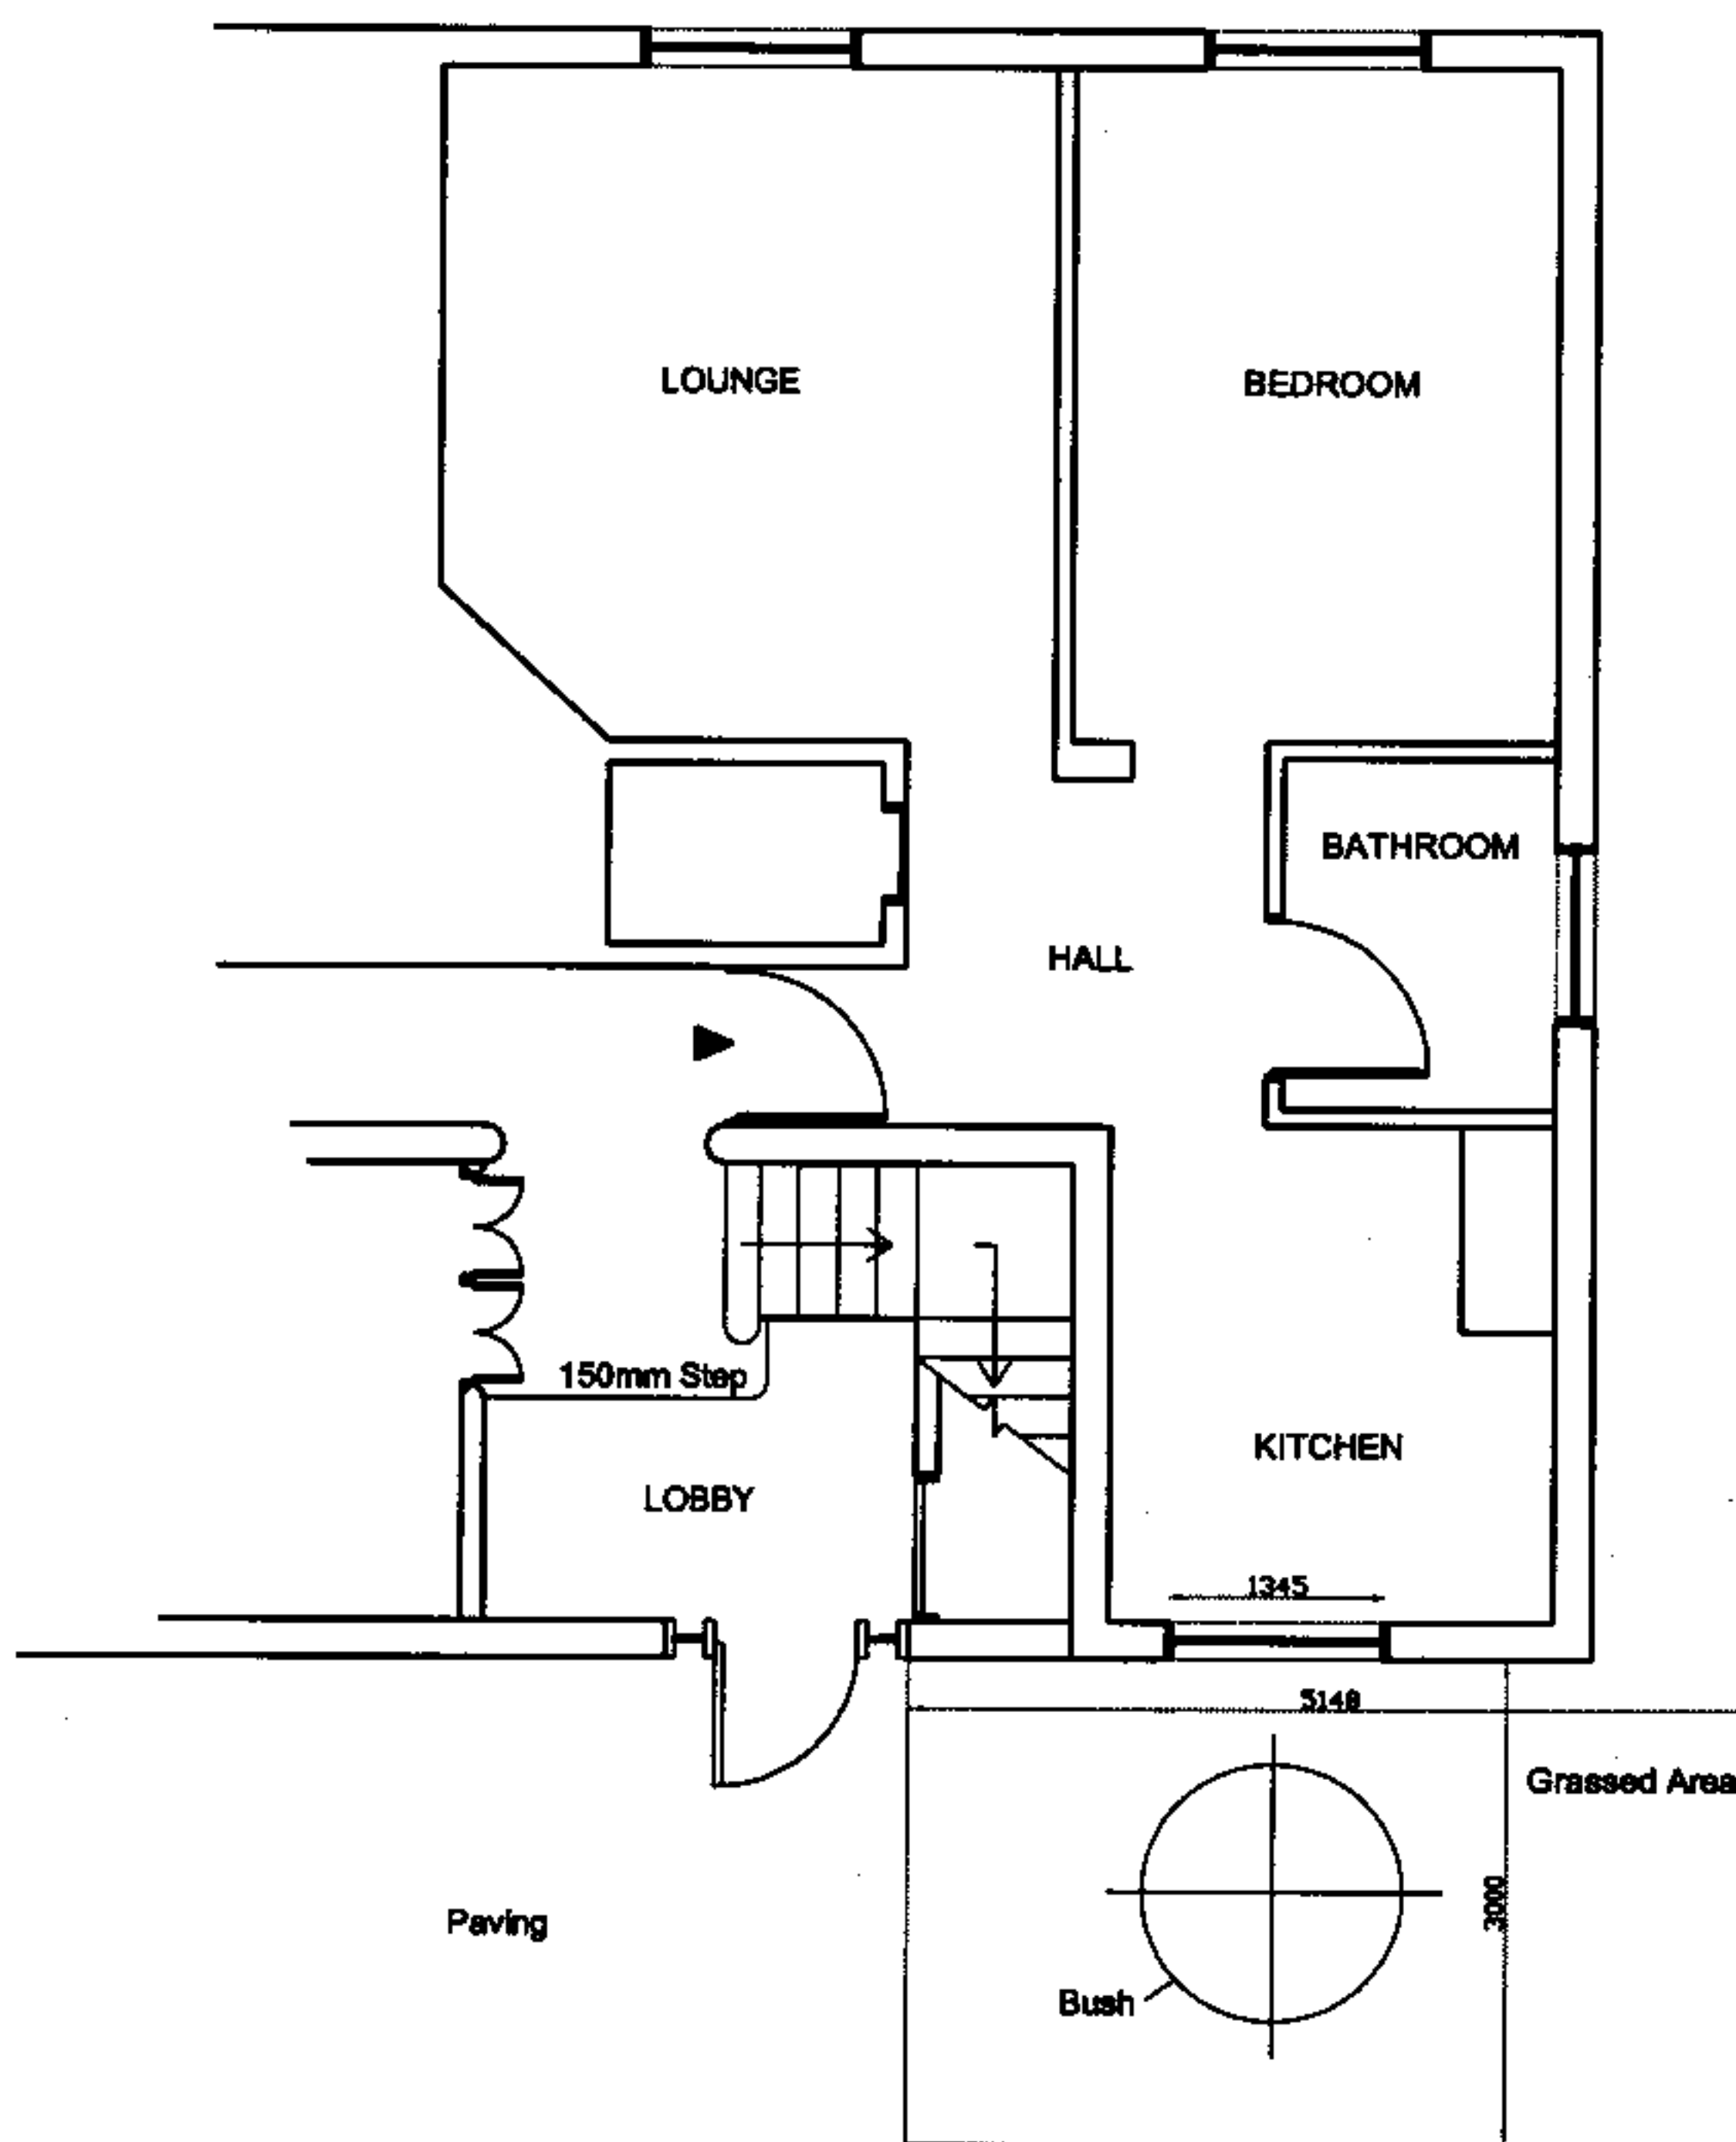 LOUNGE
BEDROOM
BATHROOM
HALL
150mm Step
KITCHEN
LOBBY
1345
5148
Grassed Area
3000
Paving
Bush